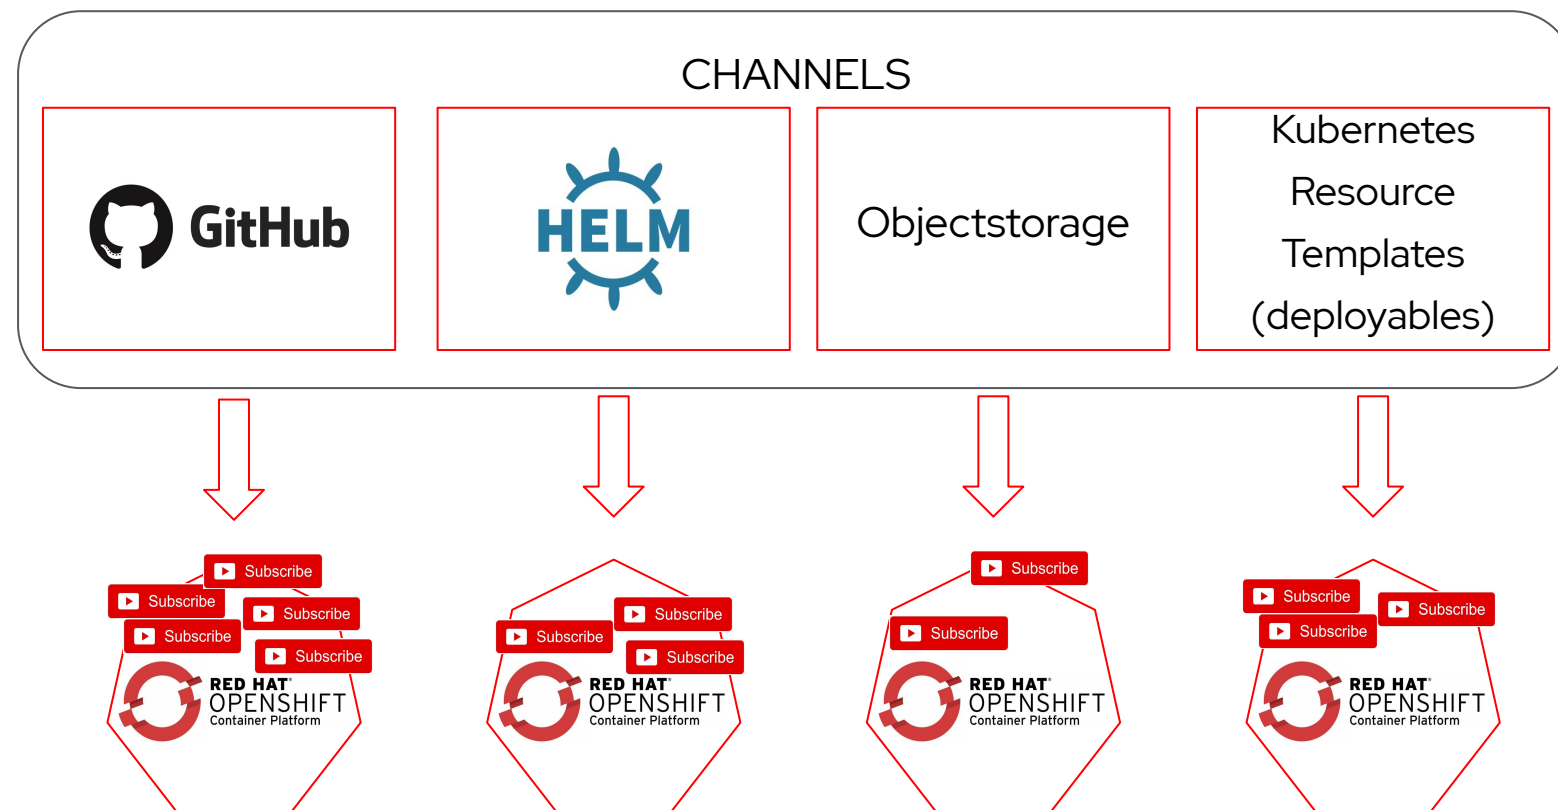 CHANNELS
GitHub
HELM
Objectstorage
Kubernetes
Resource
Templates
(deployables)
Subscribe
Subscribe
Subscribe
Subscribe
Subscribe
RED HAT
OPENSHIFT
Container Platform
Subscribe
Subscribe
Subscribe
RED HAT
OPENSHIFT
Container Platform
Subscribe
Subscribe
RED HAT
OPENSHIFT
Container Platform
Subscribe
Subscribe
Subscribe
RED HAT
OPENSHIFT
Container Platform